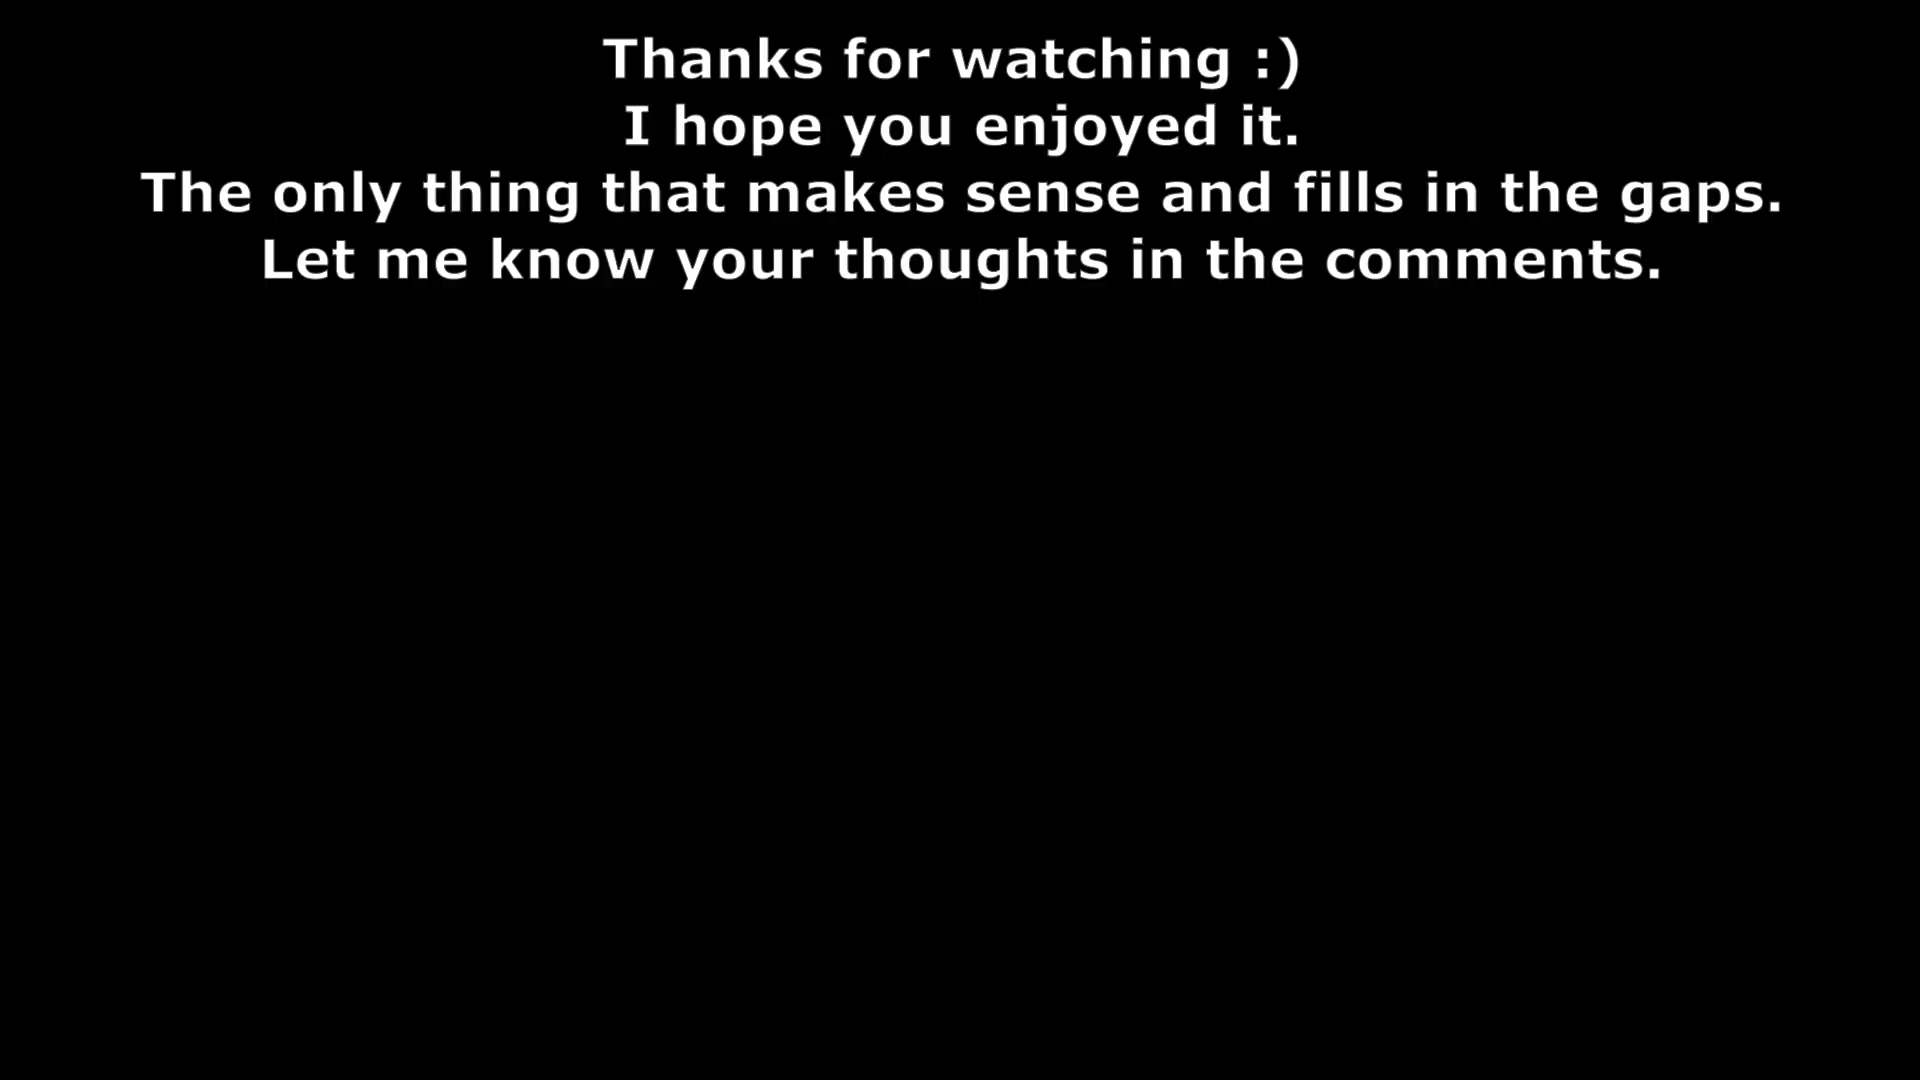 Thanks for watching :)
I hope you enjoyed it.
The only thing that makes sense and fills in the gaps.
Let me know your thoughts in the comments.